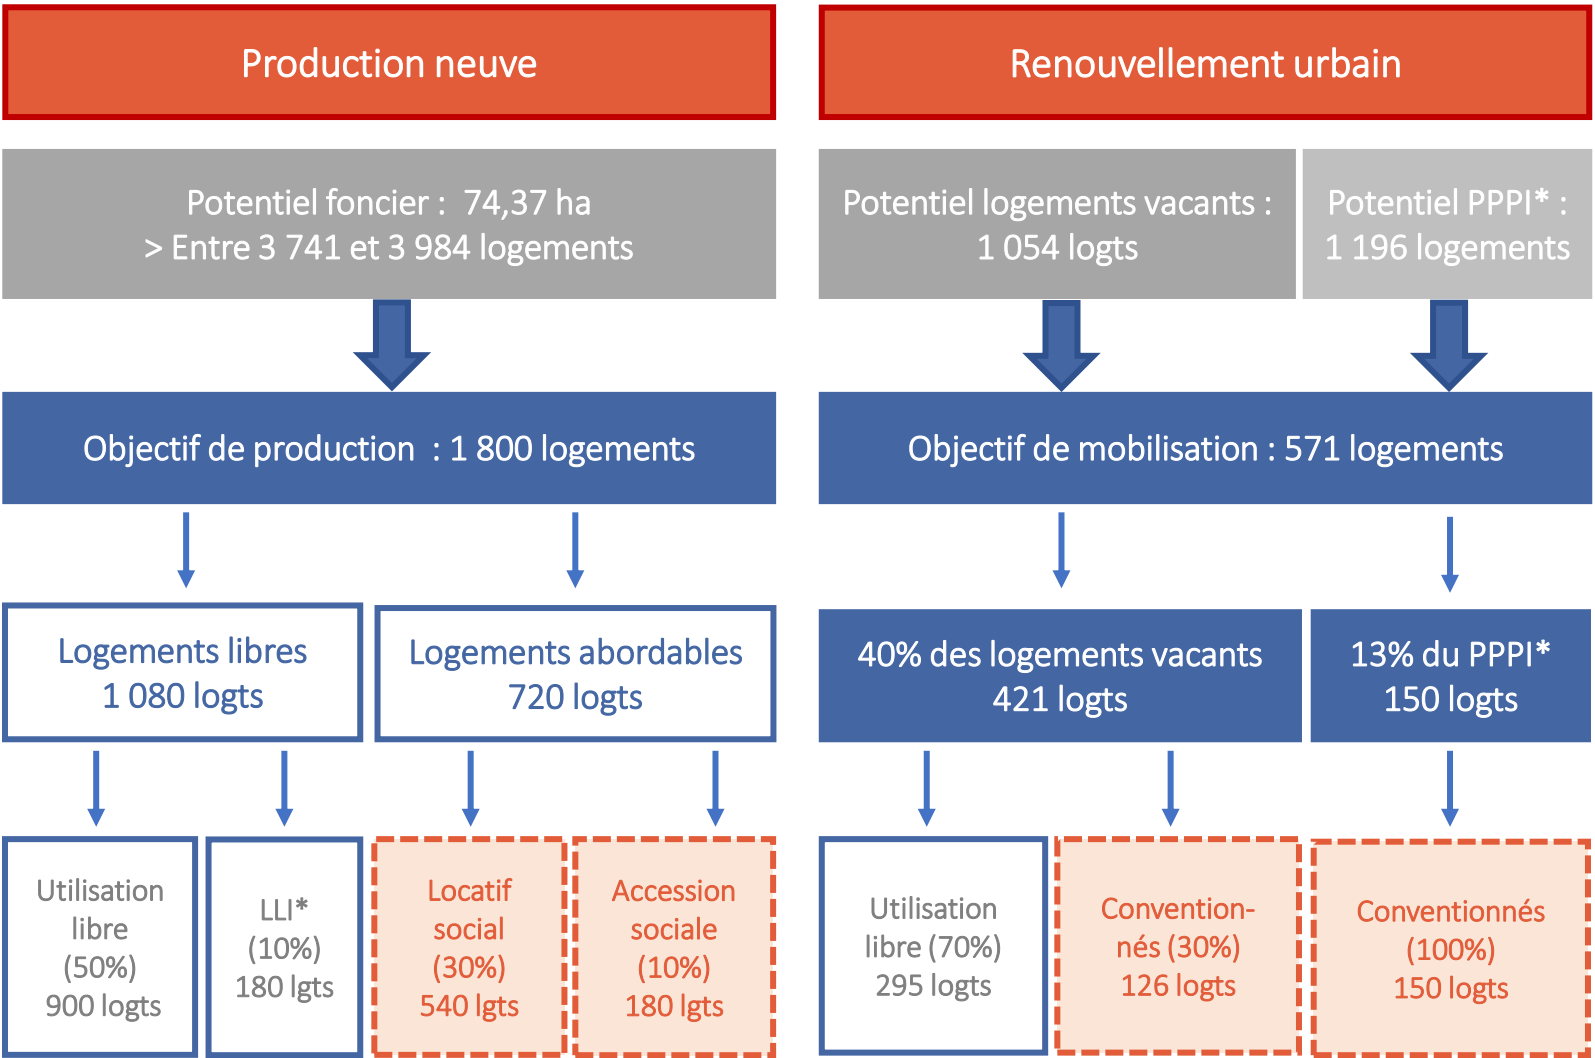 Production neuve
Potentiel foncier : 74,37 ha
> Entre 3 741 et 3 984 logements
Objectif de production : 1 800 logements
Logements libres
1 080 logts
Logements abordables
720 logts
Utilisation
libre
(50%)
900 logts
LLI*
(10%)
180 lgts
Locatif
social
(30%)
540 lgts
Accession
sociale
(10%)
180 lgts
Renouvellement urbain
Potentiel logements vacants :
1 054 logts
Potentiel PPPI* :
1 196 logements
Objectif de mobilisation : 571 logements
40% des logements vacants
421 logts
13% du PPPI*
150 logts
Utilisation
libre (70%)
295 logts
Convention-
nés (30%)
126 logts
Conventionnés
(100%)
150 logts